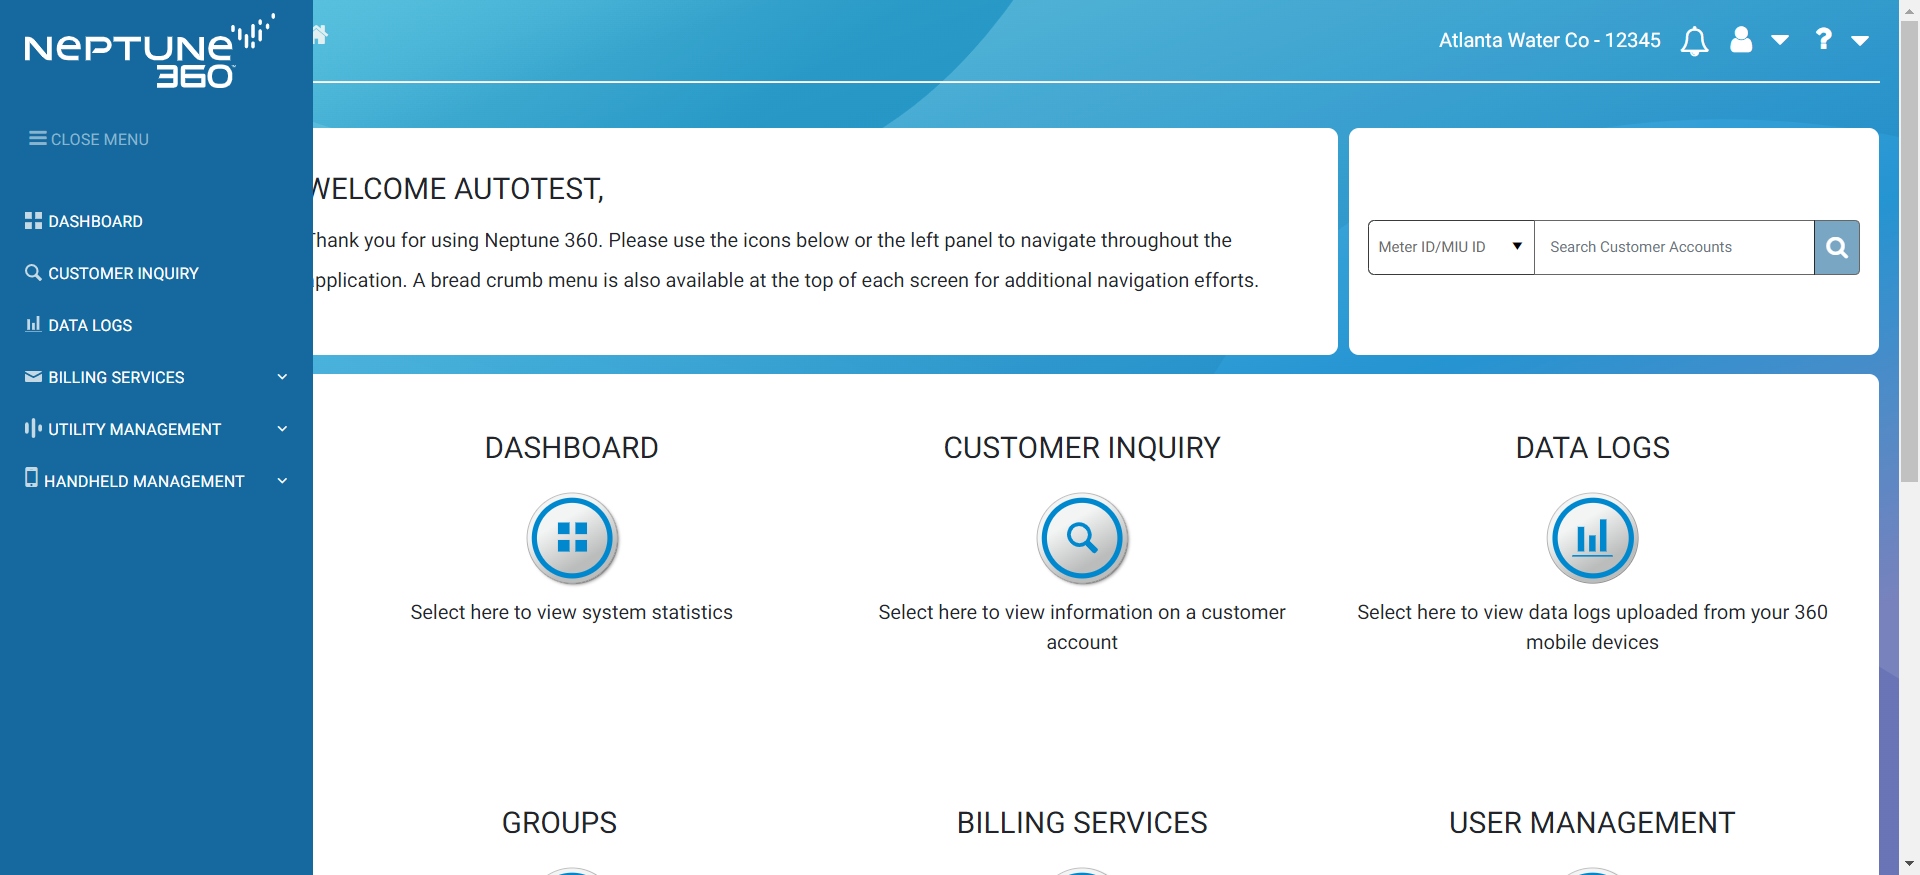 NEPTUNE
360
CLOSE MENU
DASHBOARD
CUSTOMER INQUIRY
DATA LOGS
BILLING SERVICES
UTILITY MANAGEMENT
HANDHELD MANAGEMENT
Atlanta Water Co - 12345
?
WELCOME AUTOTEST,
Thank you for using Neptune 360. Please use the icons below or the left panel to navigate throughout the
application. A bread crumb menu is also available at the top of each screen for additional navigation efforts.
Meter ID/MIU ID
Search Customer Accounts
DASHBOARD
Select here to view system statistics
CUSTOMER INQUIRY
Select here to view information on a customer
account
DATA LOGS
Select here to view data logs uploaded from your 360
mobile devices
GROUPS
BILLING SERVICES
USER MANAGEMENT